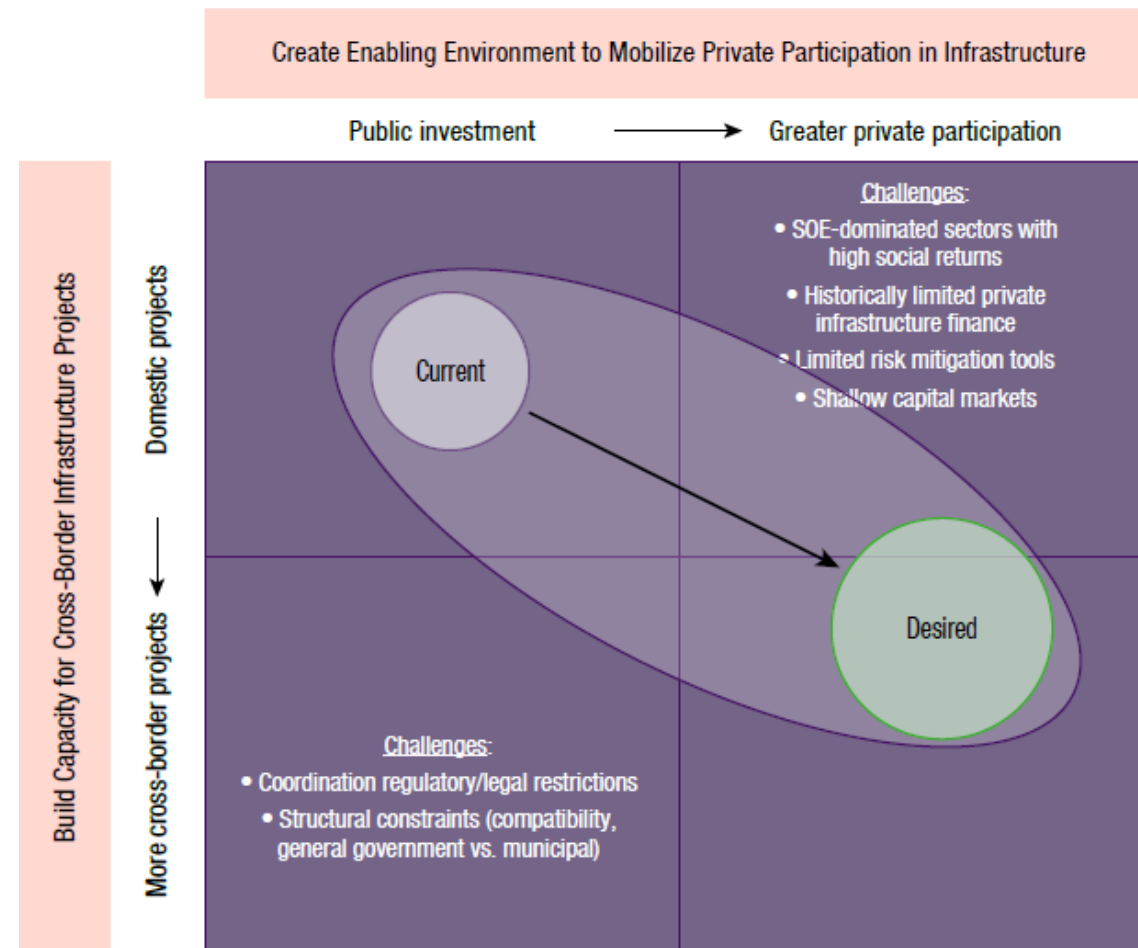 Create Enabling Environment to Mobilize Private Participation in Infrastructure
Public investment
Greater private participation
Build Capacity for Cross-Border Infrastructure Projects
Domestic projects
More cross-border projects
Challenges:
• SOE-dominated sectors with
high social returns
• Historically limited private
infrastructure finance
• Limited risk mitigation tools
• Shallow capital markets
Current
Desired
Challenges:
• Coordination regulatory/legal restrictions
• Structural constraints (compatibility,
general government vs. municipal)